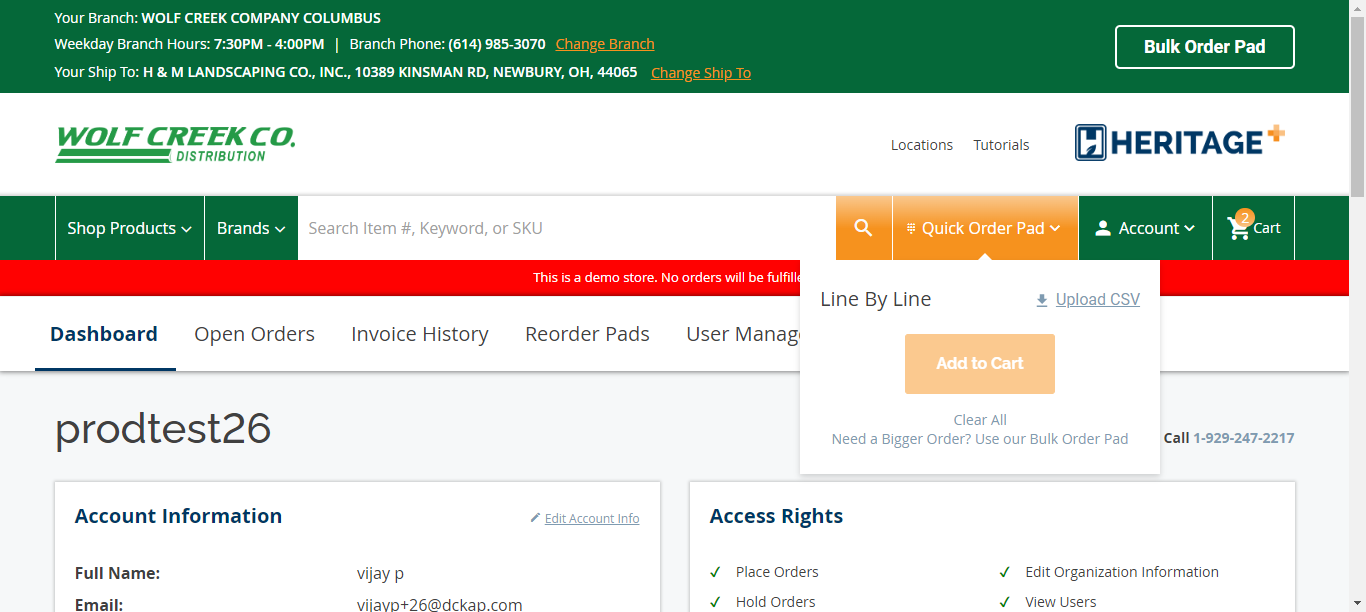 Your Branch: WOLF CREEK COMPANY COLUMBUS
Weekday Branch Hours: 7:30PM - 4:00PM | Branch Phone: (614) 985-3070 Change Branch
Your Ship To: H & M LANDSCAPING CO., INC., 10389 KINSMAN RD, NEWBURY, OH, 44065 Change Ship To
Bulk Order Pad
WOLF CREEK CO.
DISTRIBUTION
Locations Tutorials
HERITAGE
Shop Products Brands Search Item #, Keyword, or SKU Quick Order Pad Account 2 Cart
This is a demo store. No orders will be
Line By Line Upload CSV
Dashboard Open Orders Invoice History Reorder Pads User
Add to Cart
Clear All
Need a Bigger Order? Use our Bulk Order Pad
prodtest26
Call 1-929-247-2217
Account Information Edit Account Info
Full Name: vijay p
Email: vijayp+26@dckap.com
Access Rights
Place Orders Edit Organization Information
Hold Orders View Users